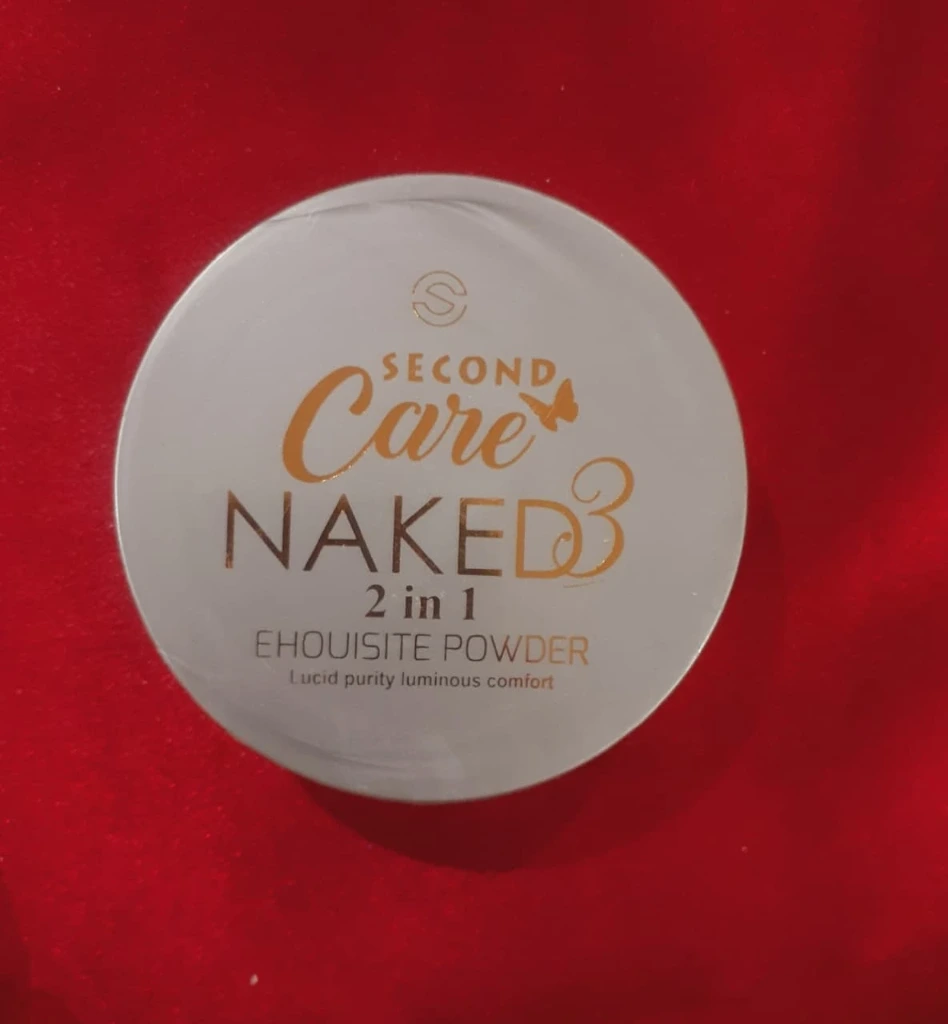 S
SECOND
Care
NAKED3
2 in 1
EHOUISITE POWDER
Lucid purity luminous comfort